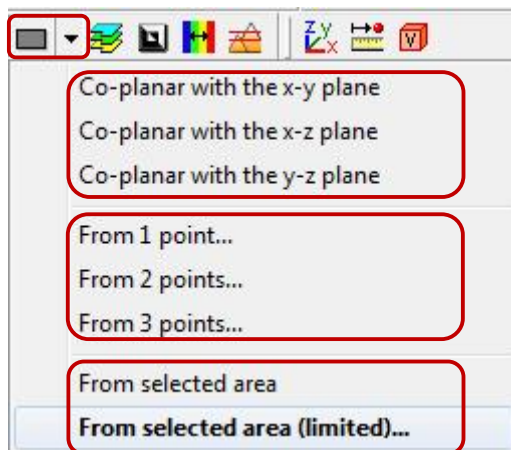 Z y x
V
Co-planar with the x-y plane
Co-planar with the x-z plane
Co-planar with the y-z plane
From 1 point...
From 2 points...
From 3 points...
From selected area
From selected area (limited)...